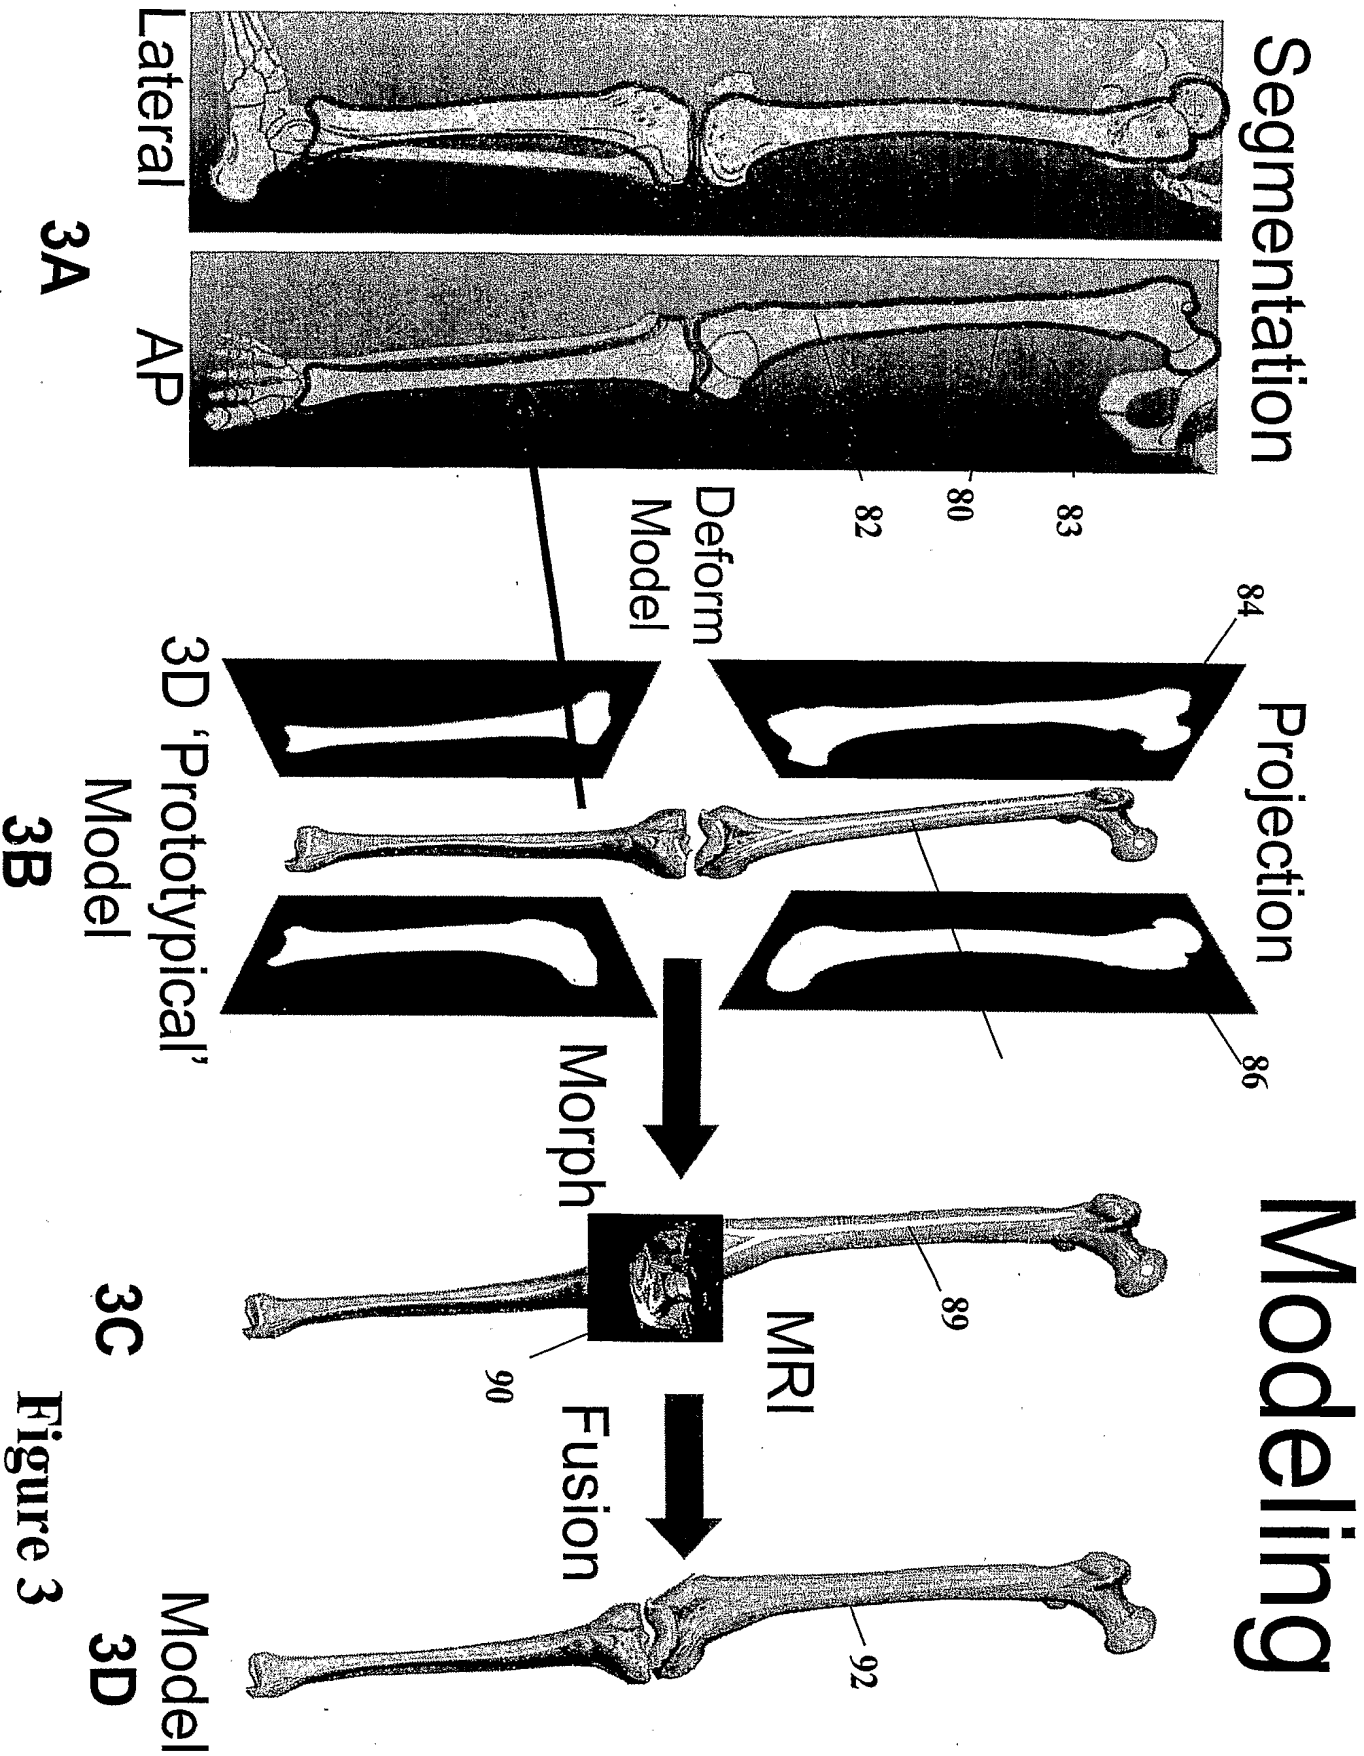 Modeling
Segmentation
Projection
84
86
83
80
82
Deform
Model
MRI
89
90
92
Morph
Fusion
Lateral
AP
3D ‘Prototypical’
Model
Model
3A
3B
3C
3D
Figure 3